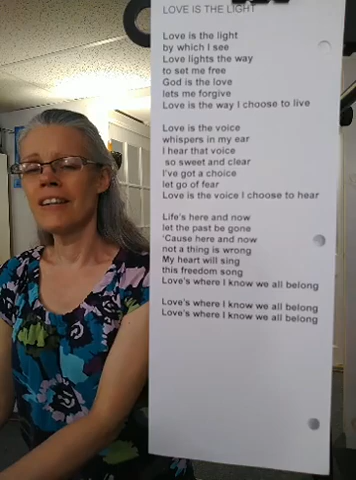 LOVE IS THE LIGHT
Love is the light
by which I see
Love lights the way
to set me free
God is the love
lets me forgive
Love is the way I choose to live
Love is the voice
whispers in my ear
I hear that voice
so sweet and clear
I've got a choice
let go of fear
Love is the voice I choose to hear
Life's here and now
let the past be gone
'Cause here and now
not a thing is wrong
My heart will sing
this freedom song
Love's where I know we all belong
Love's where I know we all belong
Love's where I know we all belong